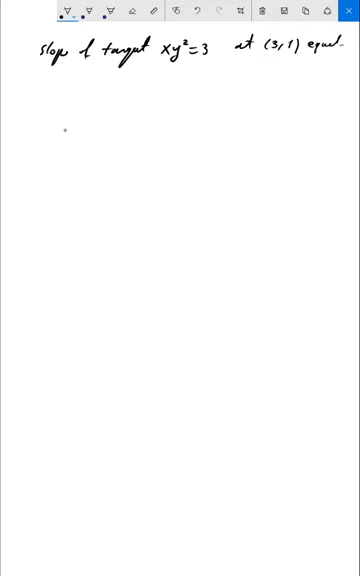 slope of tangent xy²=3 at (3,1) equal